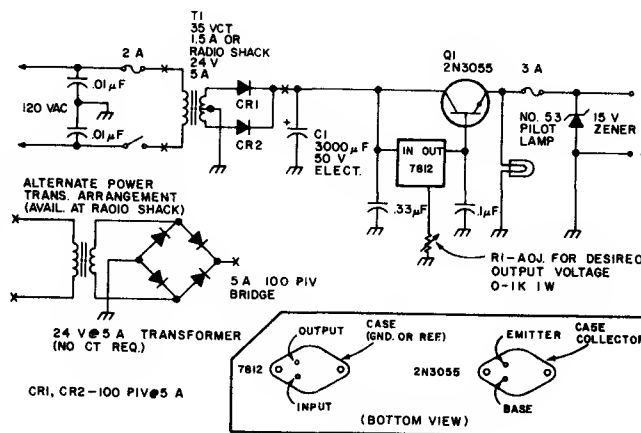 T1
35 VCT
1.5 A OR
RADIO SHACK
24 V
5 A
2 A
.01µF
120 VAC
.01µF
CR1
CR2
+
C1
3000µF
50 V
ELECT.
Q1
2N3055
3 A
NO. 53
PILOT
LAMP
15 V
ZENER
IN OUT
7812
.33µF
.1µF
R1-ADJ. FOR DESIRED
OUTPUT VOLTAGE
0-1K 1W
ALTERNATE POWER
TRANS. ARRANGEMENT
(AVAIL. AT RADIO SHACK)
5 A 100 PIV
BRIDGE
24 V@5 A TRANSFORMER
(NO CT REQ.)
CR1, CR2-100 PIV@5 A
OUTPUT
CASE
(GND. OR REF.)
7812
INPUT
EMITTER
CASE
COLLECTOR
2N3055
BASE
(BOTTOM VIEW)